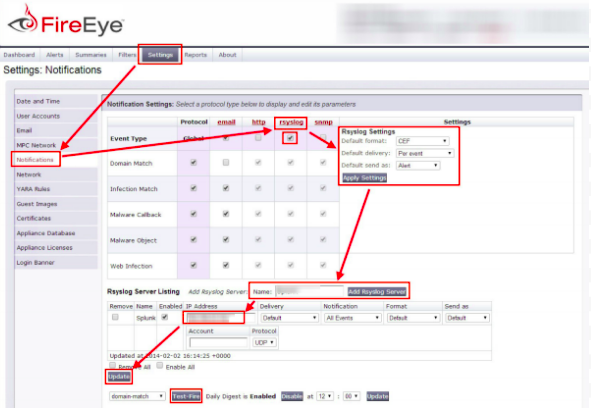 FireEye™
Dashboard Alerts Summaries Filters Settings Reports About
Settings: Notifications
Date and Time
User Accounts
Email
MPC Network
Notifications
Network
YARA Rules
Guest Images
Certificates
Appliance Database
Appliance Licenses
Login Banner
Notification Settings: Select a protocol type below to display and edit its parameters
Protocol email http rsyslog snmp Settings
Event Type Global
Domain Match
Infection Match
Malware Callback
Malware Object
Web Infection
Rsyslog Settings
Default format: CEF
Default delivery: Per event
Default send as: Alert
Apply Settings
Rsyslog Server Listing Add Rsyslog Server: Name: Add Rsyslog Server
Remove Name Enabled IP Address Delivery Notification Format Send as
Splunk Default All Events Default Default
Account Protocol
UDP
Updated at 2014-02-02 16:14:25 +0000
Remove All Enable All
Update
domain-match Test-Fire Daily Digest is Enabled Disable at 12 : 00 Update